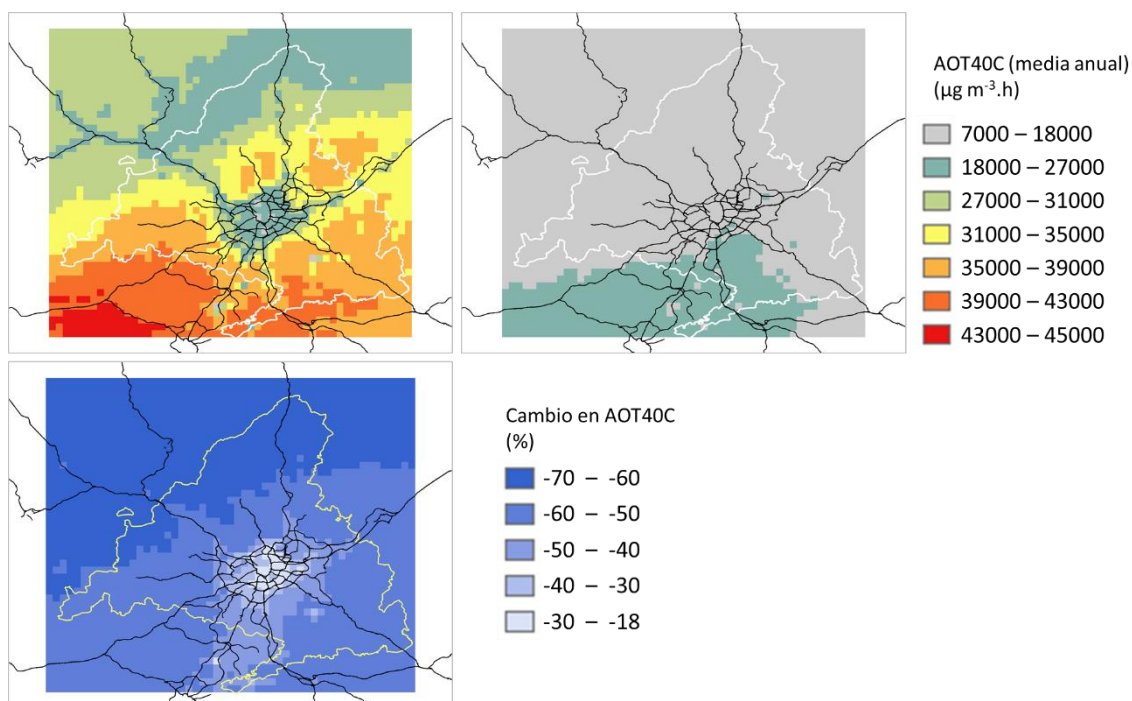 AOT40C (media anual)
(µg m-3.h)
7000 – 18000
18000 – 27000
27000 – 31000
31000 – 35000
35000 – 39000
39000 – 43000
43000 – 45000
Cambio en AOT40C
(%)
-70 – -60
-60 – -50
-50 – -40
-40 – -30
-30 – -18